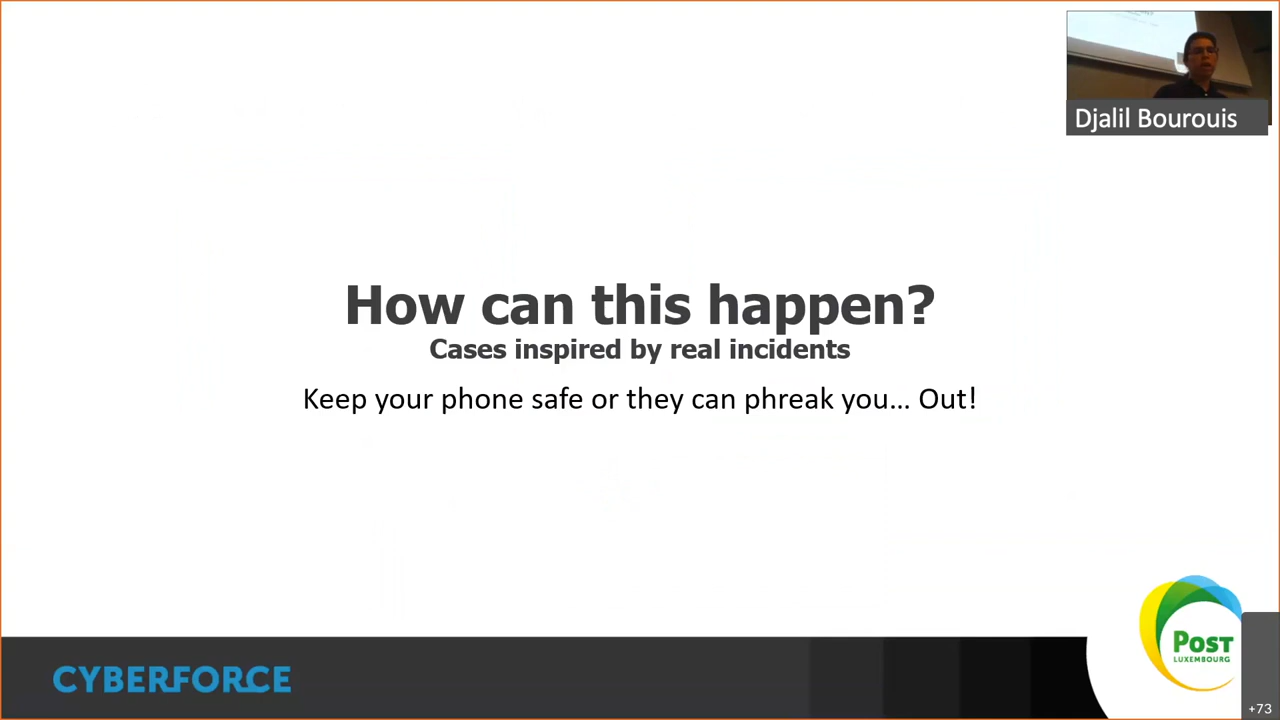 Djalil Bourouis
How can this happen?
Cases inspired by real incidents
Keep your phone safe or they can phreak you... Out!
CYBERFORCE
POST
LUXEMBOURG
+73